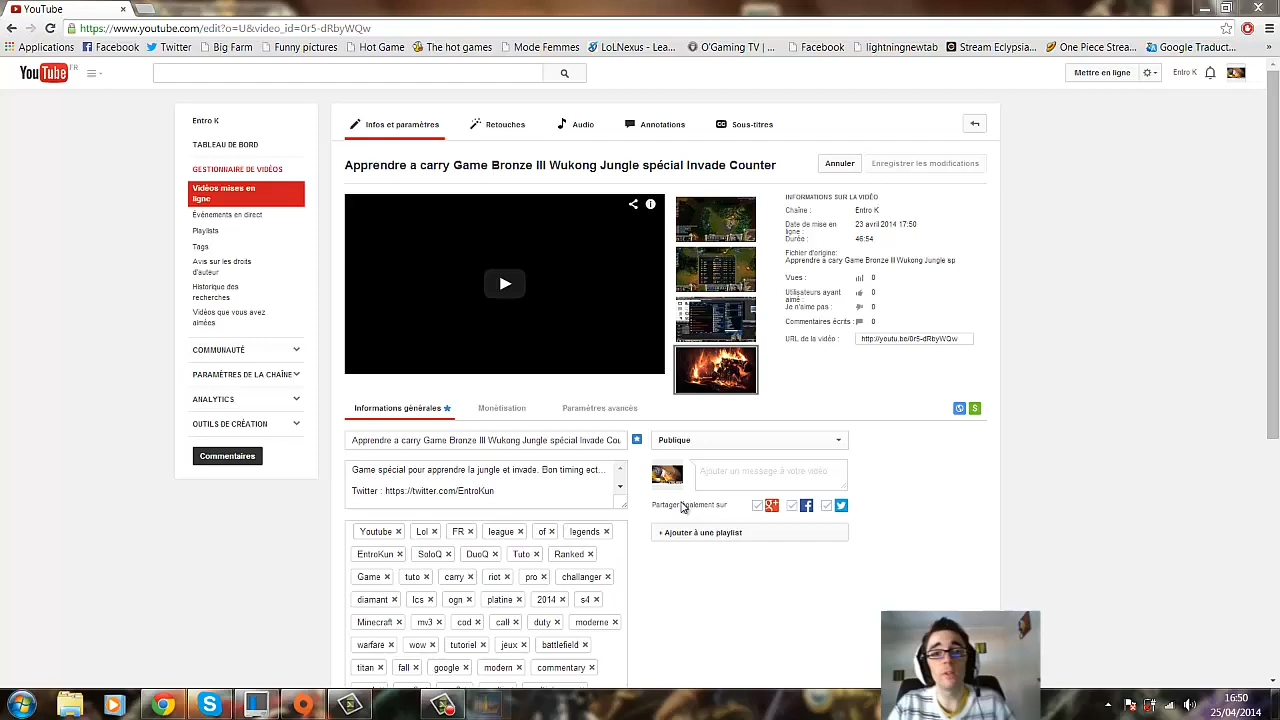 YouTube
https://www.youtube.com/edit?o=U&video_id=0r5-dRbyWQw
Applications Facebook Twitter Big Farm Funny pictures Hot Game The hot games Mode Femmes LoLNexus - Lea... O'Gaming TV |... Facebook lightningnewtab Stream Eclypsia... One Piece Strea... Google Traduct...
YouTube FR Mettre en ligne Entro K
Entro K
TABLEAU DE BORD
GESTIONNAIRE DE VIDÉOS
Vidéos mises en
ligne
Événements en direct
Playlists
Tags
Avis sur les droits
d'auteur
Historique des
recherches
Vidéos que vous avez
aimées
COMMUNAUTÉ
PARAMÈTRES DE LA CHAÎNE
ANALYTICS
OUTILS DE CRÉATION
Commentaires
Infos et paramètres Retouches Audio Annotations Sous-titres
Apprendre a carry Game Bronze III Wukong Jungle spécial Invade Counter
Annuler Enregistrer les modifications
INFORMATIONS SUR LA VIDÉO
Chaîne : Entro K
Date de mise en 23 avril 2014 17:50
ligne :
Durée : 46:54
Fichier d'origine:
Apprendre a cary Game Bronze III Wukong Jungle sp
Vues : 0
Utilisateurs ayant 0
aimé :
Je n'aime pas : 0
Commentaires écrits : 0
URL de la vidéo : http://youtu.be/0r5-dRbyWQw
Informations générales Monétisation Paramètres avancés
Apprendre a carry Game Bronze III Wukong Jungle spécial Invade Cou
Game spécial pour apprendre la jungle et invade. Bon timing ect...
Twitter : https://twitter.com/EntroKun
Publique
Ajouter un message à votre vidéo
Partager également sur
+ Ajouter à une playlist
Youtube Lol FR league of legends
EntroKun SoloQ DuoQ Tuto Ranked
Game tuto carry riot pro challanger
diamant lcs ogn platine 2014 s4
Minecraft mv3 cod call duty moderne
warfare wow tutoriel jeux battlefield
titan fall google modern commentary
16:50
25/04/2014